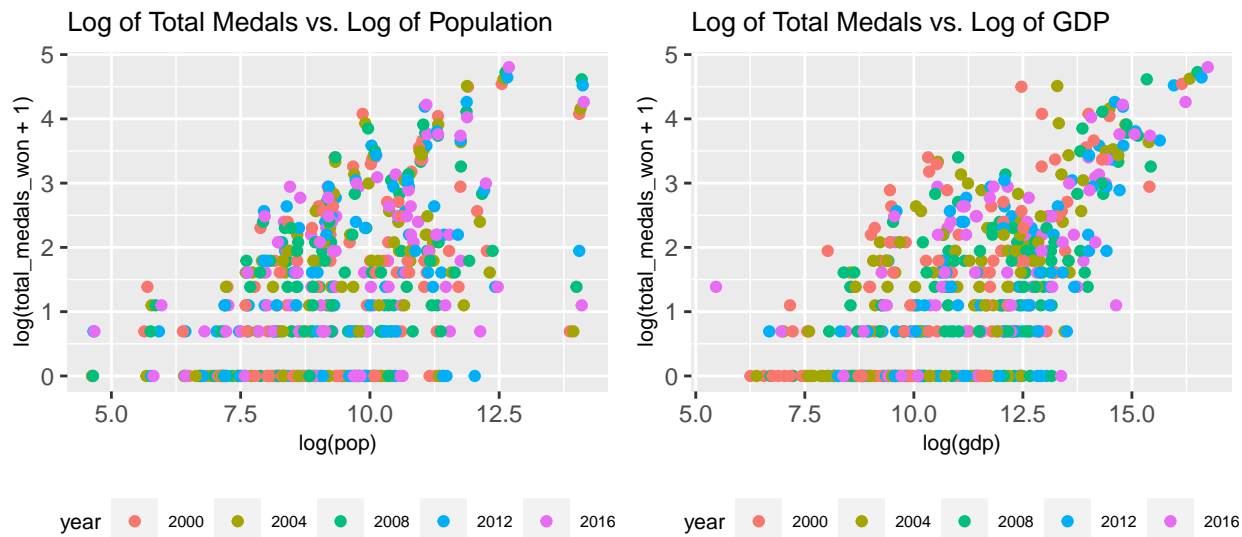 Log of Total Medals vs. Log of Population
log(total_medals_won + 1)
5
4
3
2
1
0
5.0 7.5 10.0 12.5
log(pop)
year 2000 2004 2008 2012 2016
Log of Total Medals vs. Log of GDP
log(total_medals_won + 1)
5
4
3
2
1
0
5.0 7.5 10.0 12.5 15.0
log(gdp)
year 2000 2004 2008 2012 2016